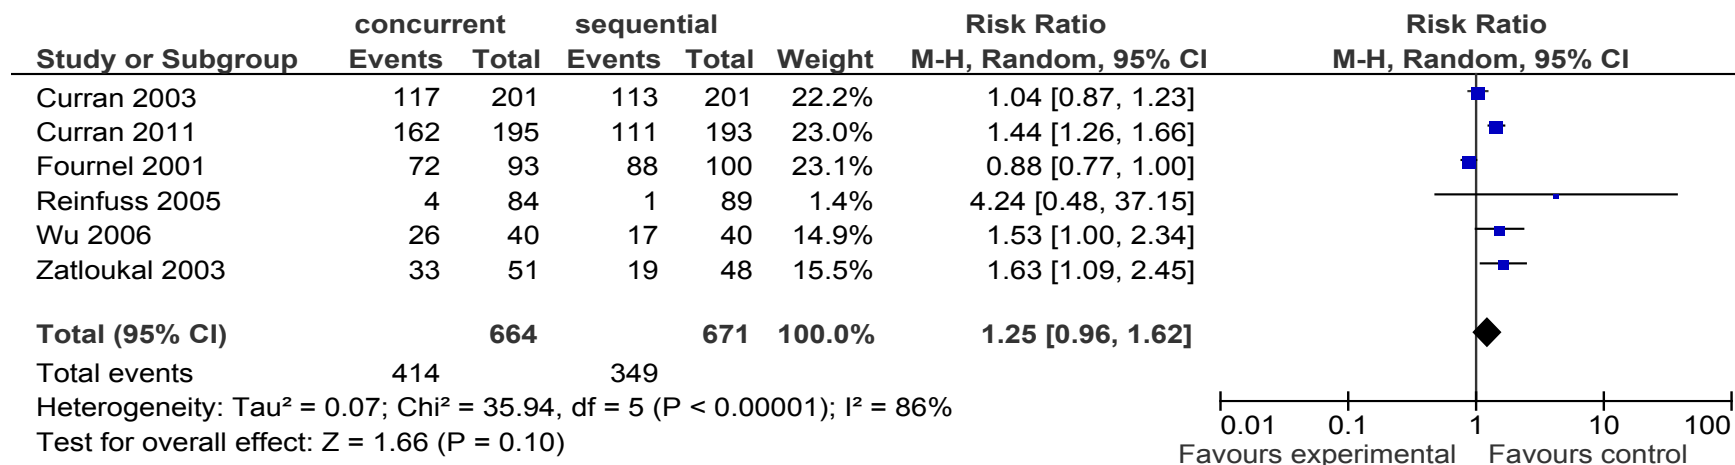 concurrent sequential Risk Ratio Risk Ratio
Study or Subgroup Events Total Events Total Weight M-H, Random, 95% CI M-H, Random, 95% CI
Curran 2003 117 201 113 201 22.2% 1.04 [0.87, 1.23]
Curran 2011 162 195 111 193 23.0% 1.44 [1.26, 1.66]
Fournel 2001 72 93 88 100 23.1% 0.88 [0.77, 1.00]
Reinfuss 2005 4 84 1 89 1.4% 4.24 [0.48, 37.15]
Wu 2006 26 40 17 40 14.9% 1.53 [1.00, 2.34]
Zatloukal 2003 33 51 19 48 15.5% 1.63 [1.09, 2.45]
Total (95% CI) 664 671 100.0% 1.25 [0.96, 1.62]
Total events 414 349
Heterogeneity: Tau² = 0.07; Chi² = 35.94, df = 5 (P < 0.00001); I² = 86%
Test for overall effect: Z = 1.66 (P = 0.10)
0.01 0.1 1 10 100
Favours experimental Favours control